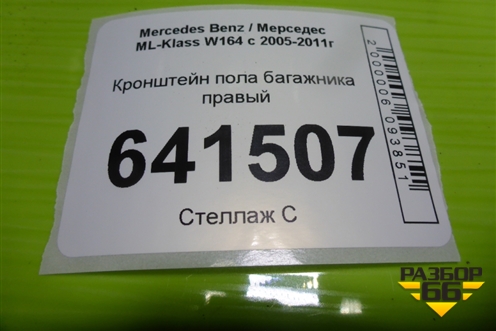 Mercedes Benz / Мерседес
ML-Klass W164 с 2005-2011г
Кронштейн пола багажника
правый
641507
Стеллаж С
2000006093851
РАЗБОР
66